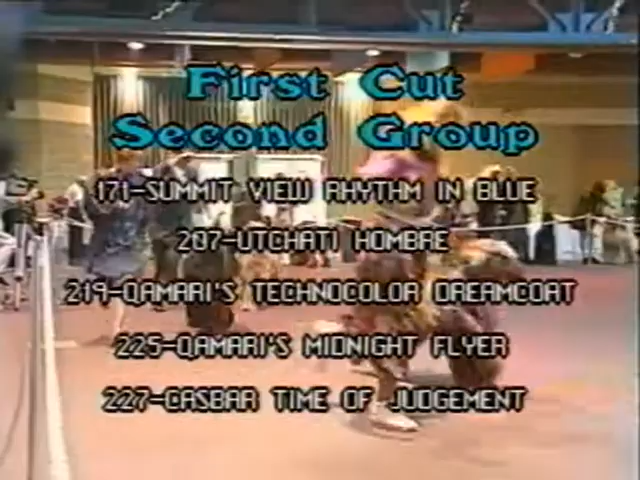 First Cut
Second Group
171-SUMMIT VIEW RHYTHM IN BLUE
207-UTCHATI HOMBRE
219-QAMARI'S TECHNOCOLOR DREAMCOAT
225-QAMARI'S MIDNIGHT FLYER
227-CASBAR TIME OF JUDGEMENT